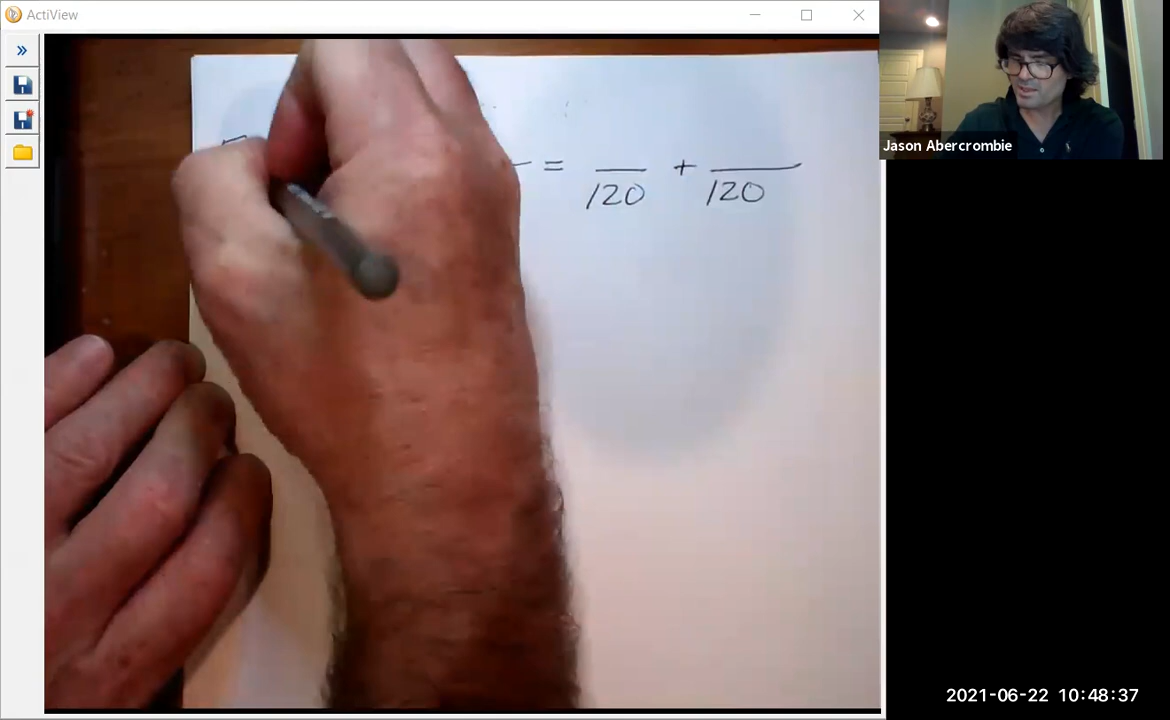 ActiView
= /120 + /120
Jason Abercrombie
2021-06-22 10:48:37